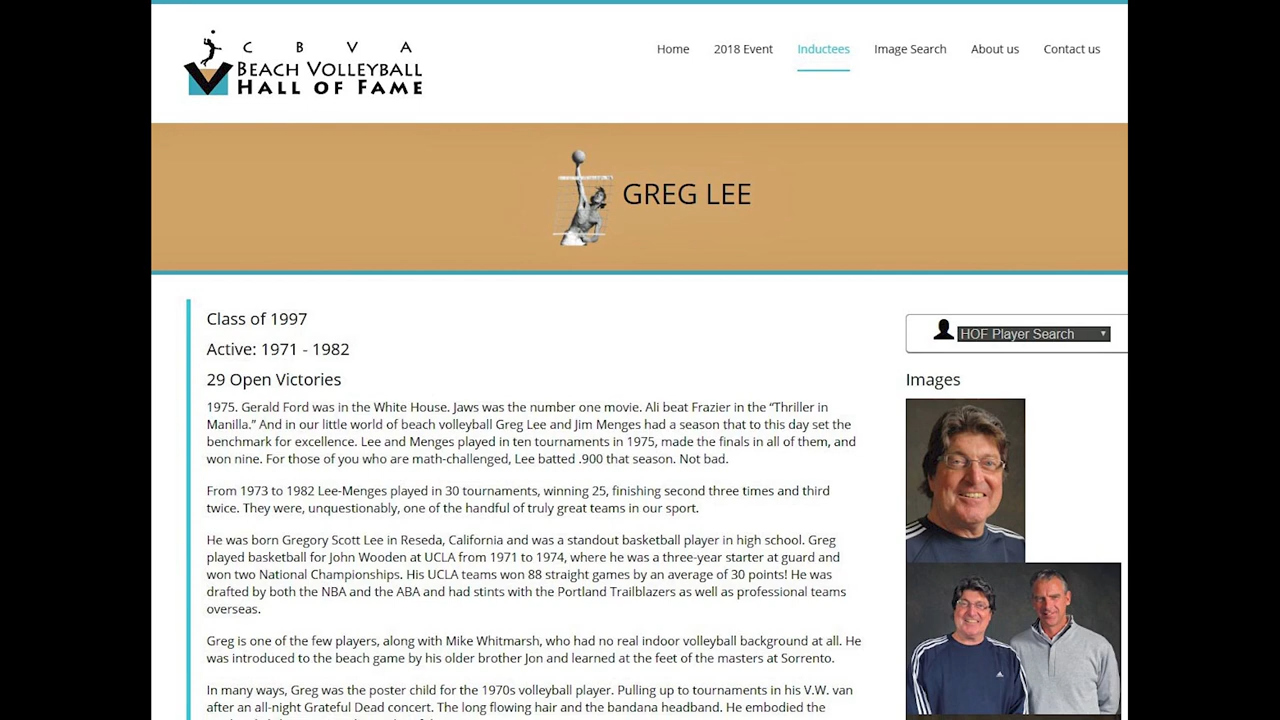 C B V A
BEACH VOLLEYBALL
HALL OF FAME
Home 2018 Event Inductees Image Search About us Contact us
GREG LEE
Class of 1997
Active: 1971 - 1982
29 Open Victories
1975. Gerald Ford was in the White House. Jaws was the number one movie. Ali beat Frazier in the “Thriller in
Manilla.” And in our little world of beach volleyball Greg Lee and Jim Menges had a season that to this day set the
benchmark for excellence. Lee and Menges played in ten tournaments in 1975, made the finals in all of them, and
won nine. For those of you who are math-challenged, Lee batted .900 that season. Not bad.
From 1973 to 1982 Lee-Menges played in 30 tournaments, winning 25, finishing second three times and third
twice. They were, unquestionably, one of the handful of truly great teams in our sport.
He was born Gregory Scott Lee in Reseda, California and was a standout basketball player in high school. Greg
played basketball for John Wooden at UCLA from 1971 to 1974, where he was a three-year starter at guard and
won two National Championships. His UCLA teams won 88 straight games by an average of 30 points! He was
drafted by both the NBA and the ABA and had stints with the Portland Trailblazers as well as professional teams
overseas.
Greg is one of the few players, along with Mike Whitmarsh, who had no real indoor volleyball background at all. He
was introduced to the beach game by his older brother Jon and learned at the feet of the masters at Sorrento.
In many ways, Greg was the poster child for the 1970s volleyball player. Pulling up to tournaments in his V.W. van
after an all-night Grateful Dead concert. The long flowing hair and the bandana headband. He embodied the
HOF Player Search
Images